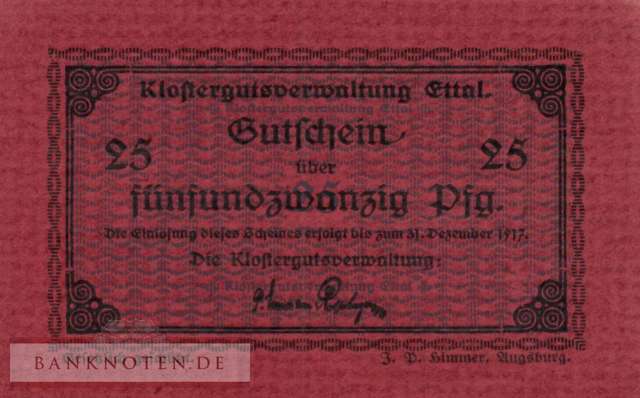 Klostergutsverwaltung Ettal.
Gutschein
25 über 25
fünfundzwanzig Pfg.
Die Einlösung dieses Scheines erfolgt bis zum 31. Dezember 1917.
Die Klostergutsverwaltung:
J. P. Himmer, Augsburg.
BANKNOTEN.DE